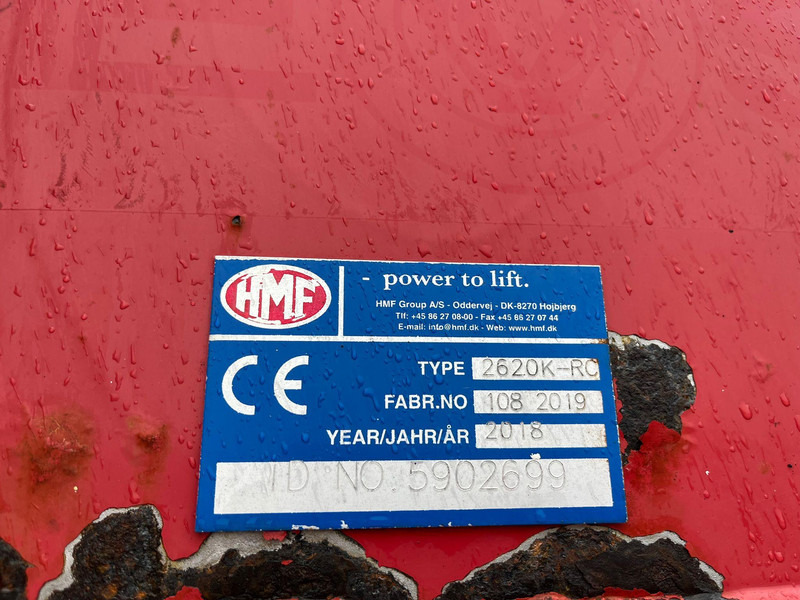 HMF
- power to lift.
HMF Group A/S - Oddervej - DK-8270 Højbjerg
Tlf: +45 86 27 08-00 - Fax +45 86 27 07 44
E-mail: info@hmf.dk - Web: www.hmf.dk
CE
TYPE 2620K-RC
FABR.NO 108 2019
YEAR/JAHR/ÅR 2018
ID NO 5902699